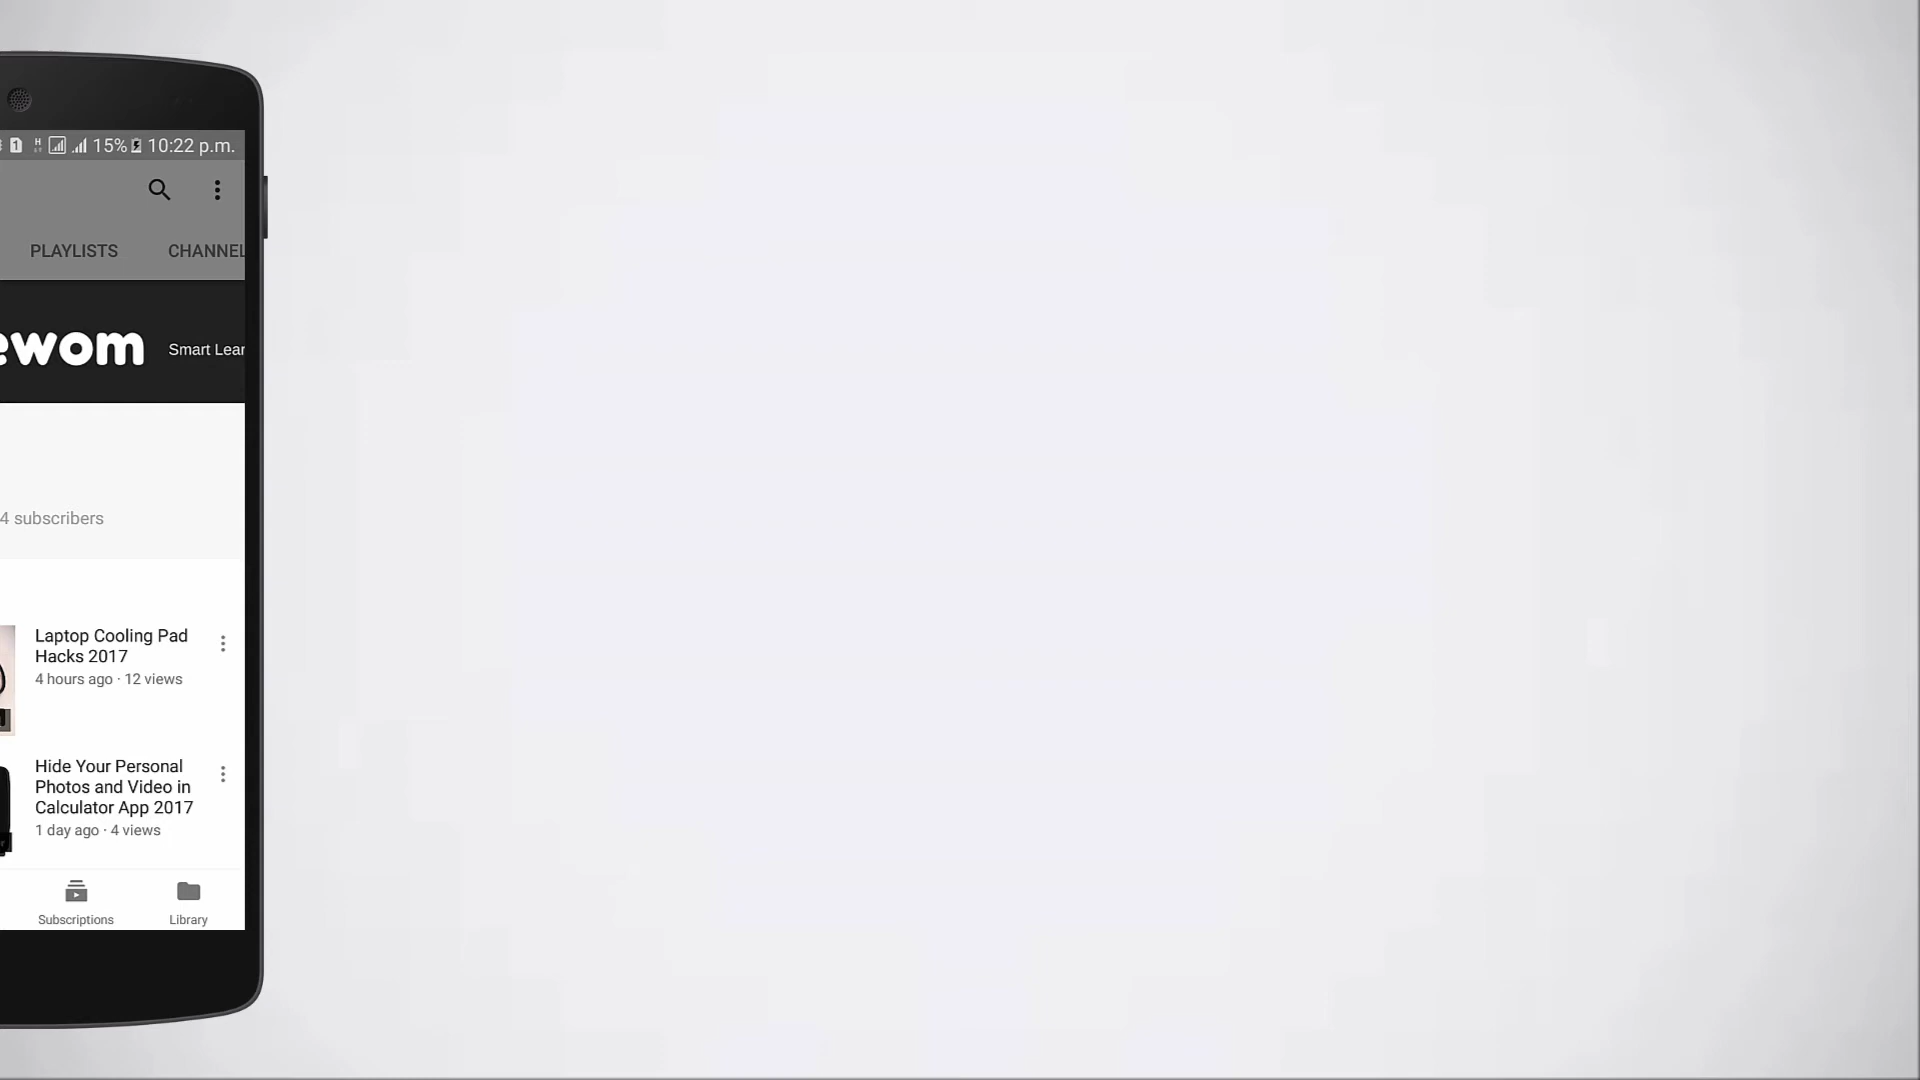 1 H 15% 10:22 p.m.
PLAYLISTS CHANNEL
ewom Smart Lear
4 subscribers
Laptop Cooling Pad
Hacks 2017
4 hours ago · 12 views
Hide Your Personal
Photos and Video in
Calculator App 2017
1 day ago · 4 views
Subscriptions Library